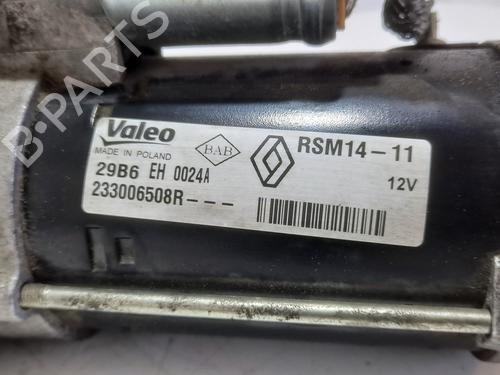 B-PARTS
Valeo
MADE IN POLAND
BAB
RSM14-11
29B6 EH 0024A
12V
233006508R---